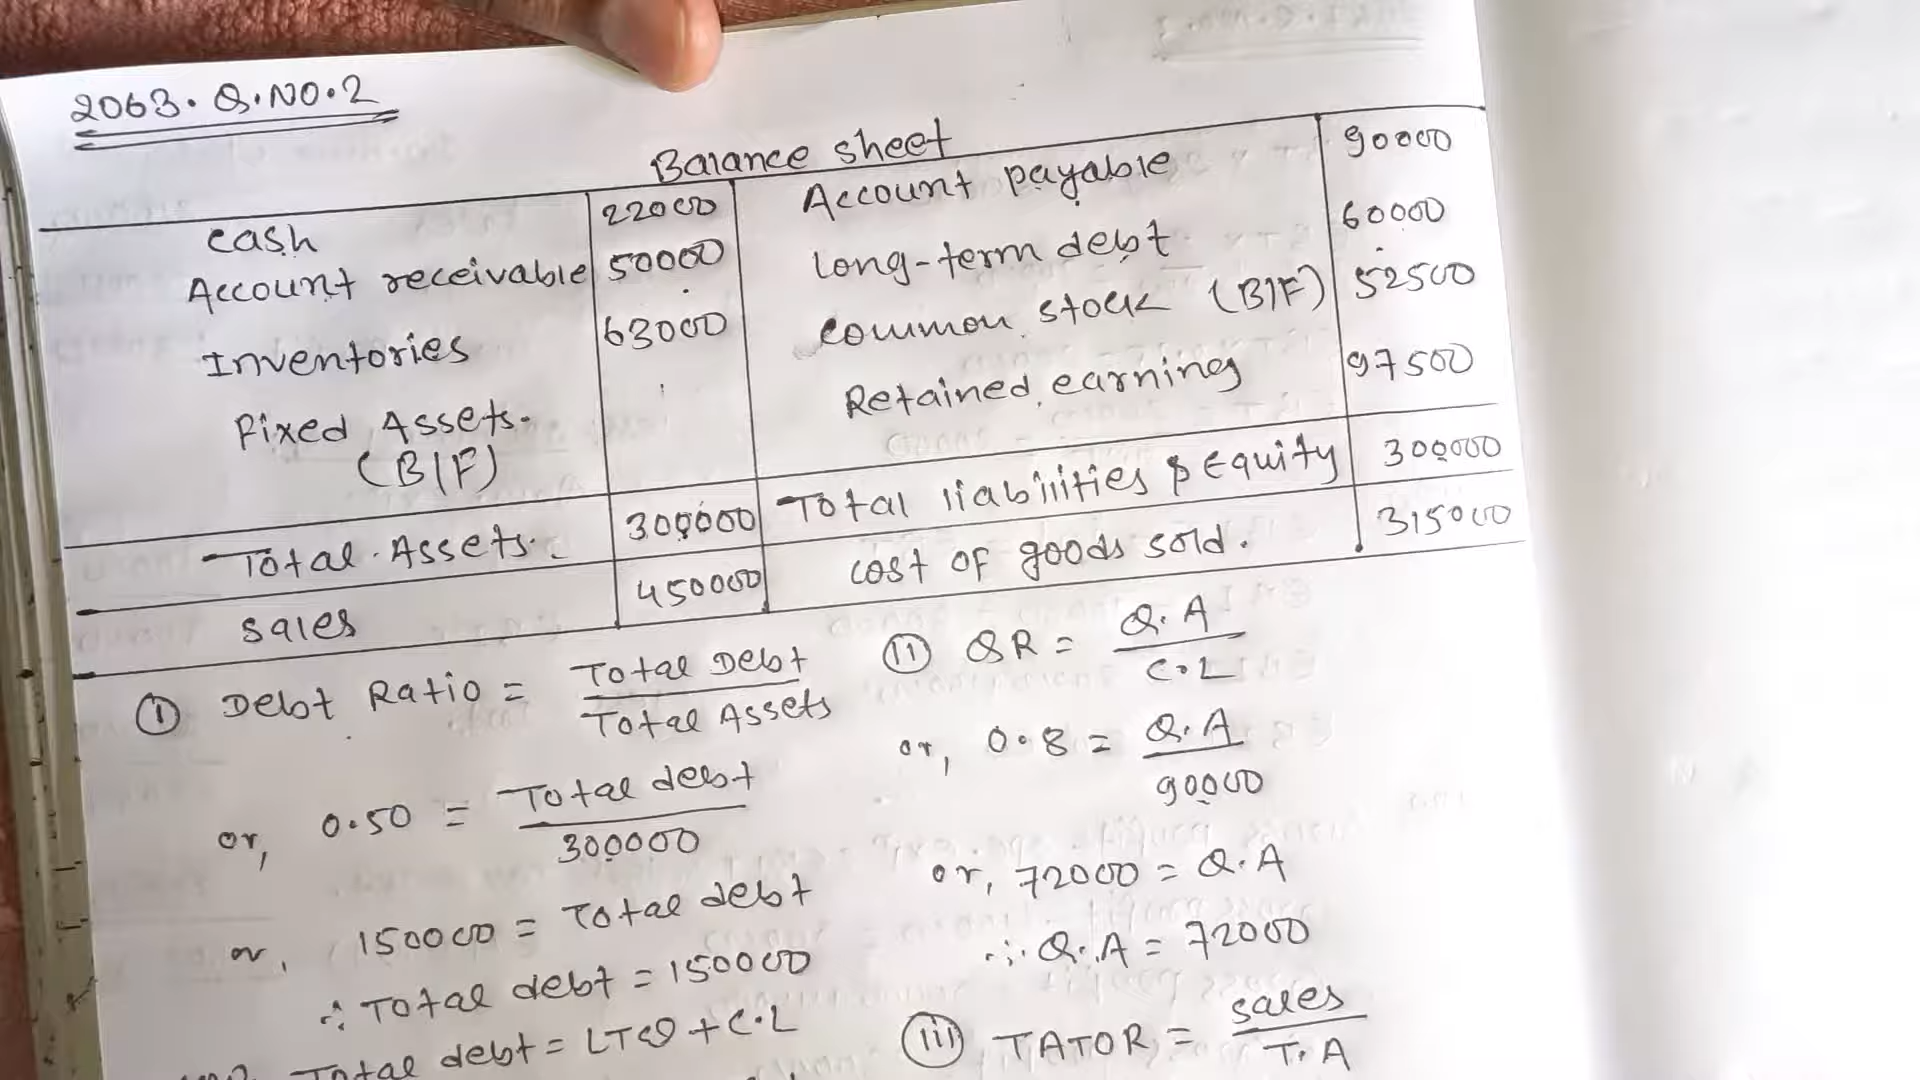 2063. Q.NO.2
Balance sheet
cash 22000 Account payable 90000
Account receivable 50000 Long-term debt 60000
Inventories 63000 common stock (B/F) 52500
Fixed Assets. (B/F) Retained earning 97500
Total Assets. 300000 Total liabilities & Equity 300000
sales 450000 cost of goods sold. 315000
(i) Debt Ratio = Total Debt / Total Assets
or, 0.50 = Total debt / 300000
or, 150000 = Total debt
∴ Total debt = 150000
Total debt = LTD + C.L
(ii) QR = Q.A / C.L
or, 0.8 = Q.A / 90000
or, 72000 = Q.A
∴ Q.A = 72000
(iii) TATOR = sales / T.A